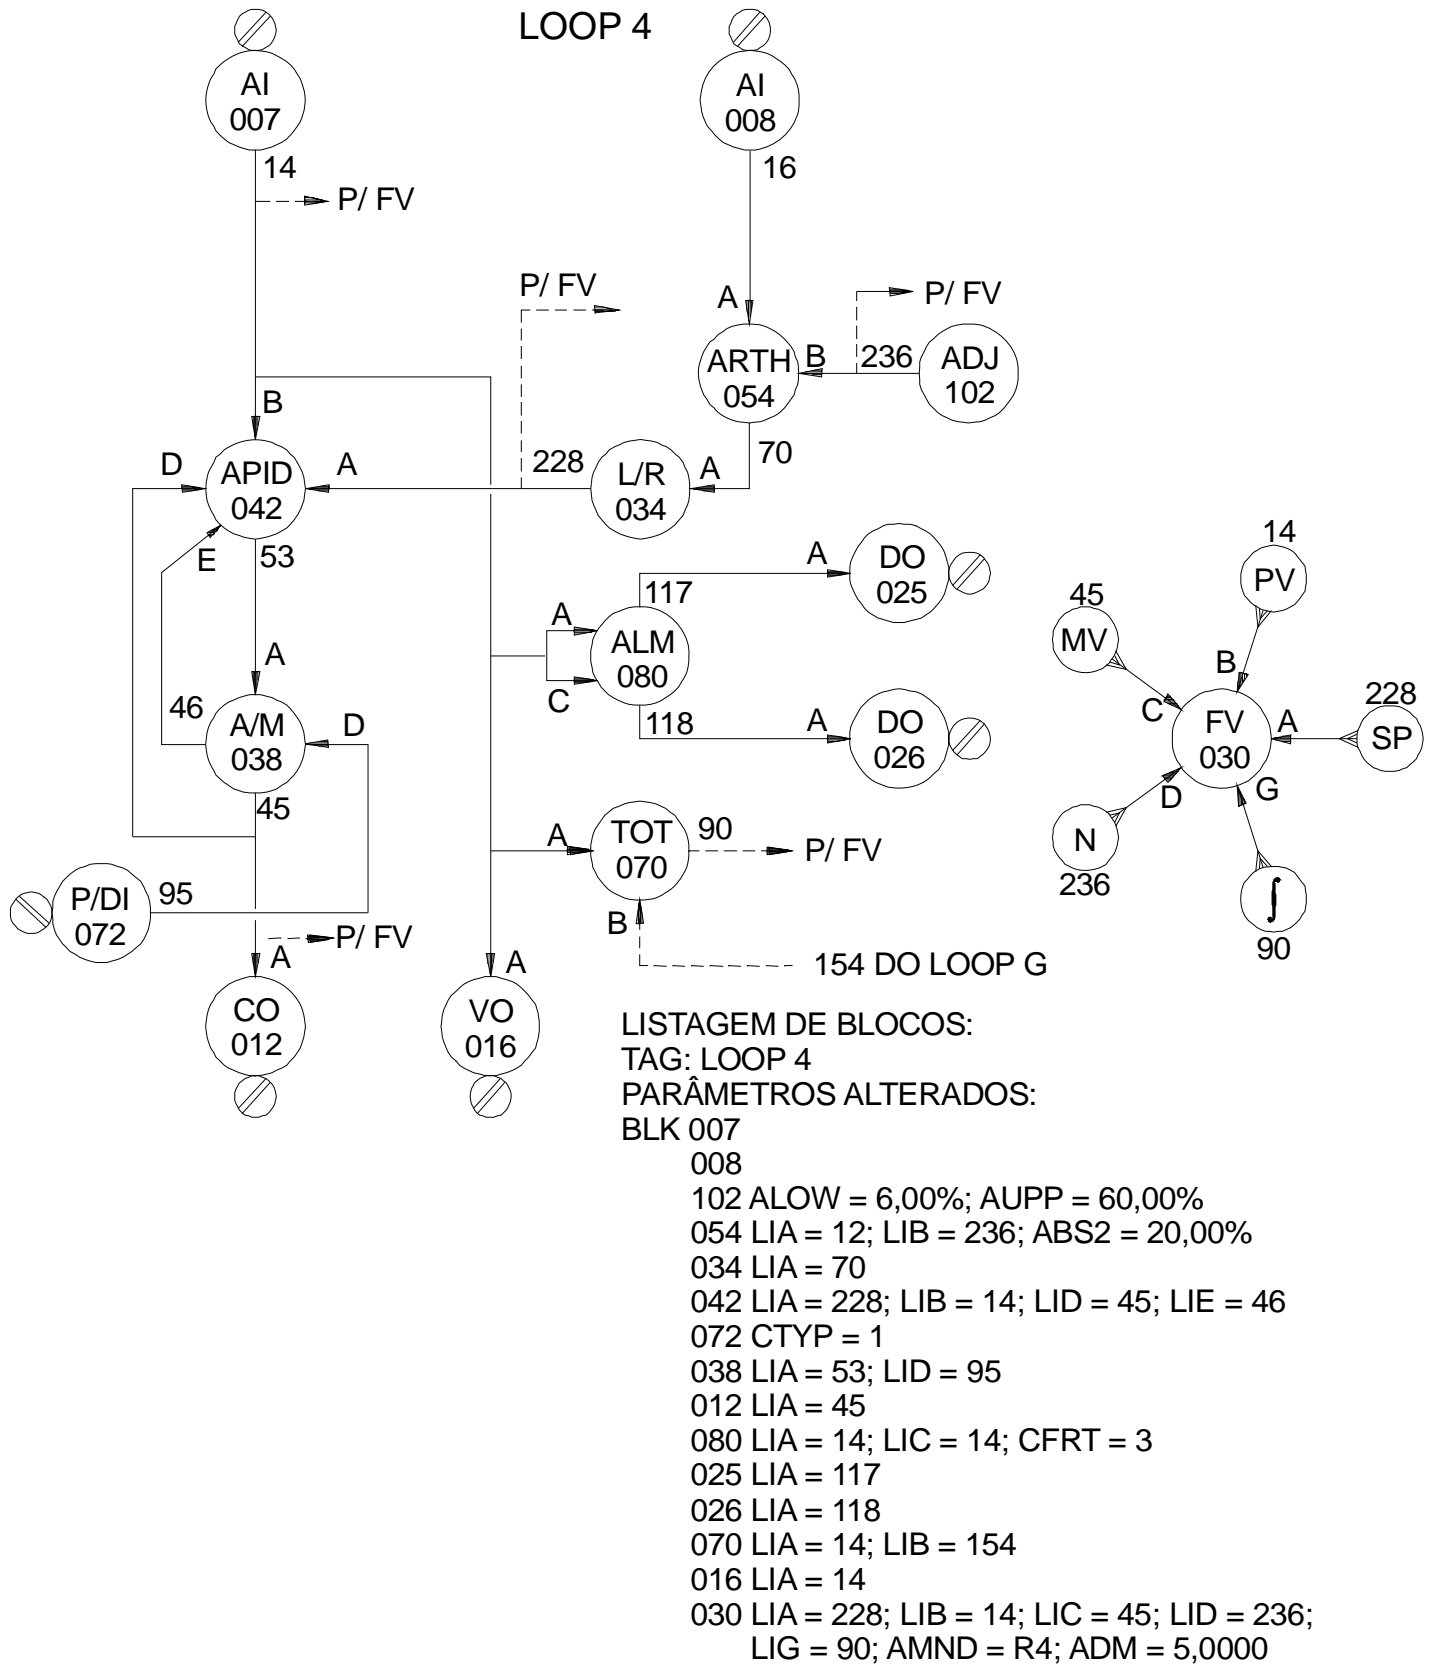 LOOP 4
AI
007
AI
008
14
16
P/ FV
P/ FV
P/ FV
A
ARTH
054
B
236
ADJ
102
B
70
D
APID
042
A
228
L/R
034
A
E
53
A
DO
025
117
A
ALM
080
C
118
A
DO
026
14
PV
45
MV
B
C
FV
030
A
228
SP
D
G
N
236
∫
90
A
46
A/M
038
D
45
A
TOT
070
90
P/ FV
B
154 DO LOOP G
P/DI
072
95
P/ FV
A
A
CO
012
VO
016
LISTAGEM DE BLOCOS:
TAG: LOOP 4
PARÂMETROS ALTERADOS:
BLK 007
008
102 ALOW = 6,00%; AUPP = 60,00%
054 LIA = 12; LIB = 236; ABS2 = 20,00%
034 LIA = 70
042 LIA = 228; LIB = 14; LID = 45; LIE = 46
072 CTYP = 1
038 LIA = 53; LID = 95
012 LIA = 45
080 LIA = 14; LIC = 14; CFRT = 3
025 LIA = 117
026 LIA = 118
070 LIA = 14; LIB = 154
016 LIA = 14
030 LIA = 228; LIB = 14; LIC = 45; LID = 236;
LIG = 90; AMND = R4; ADM = 5,0000